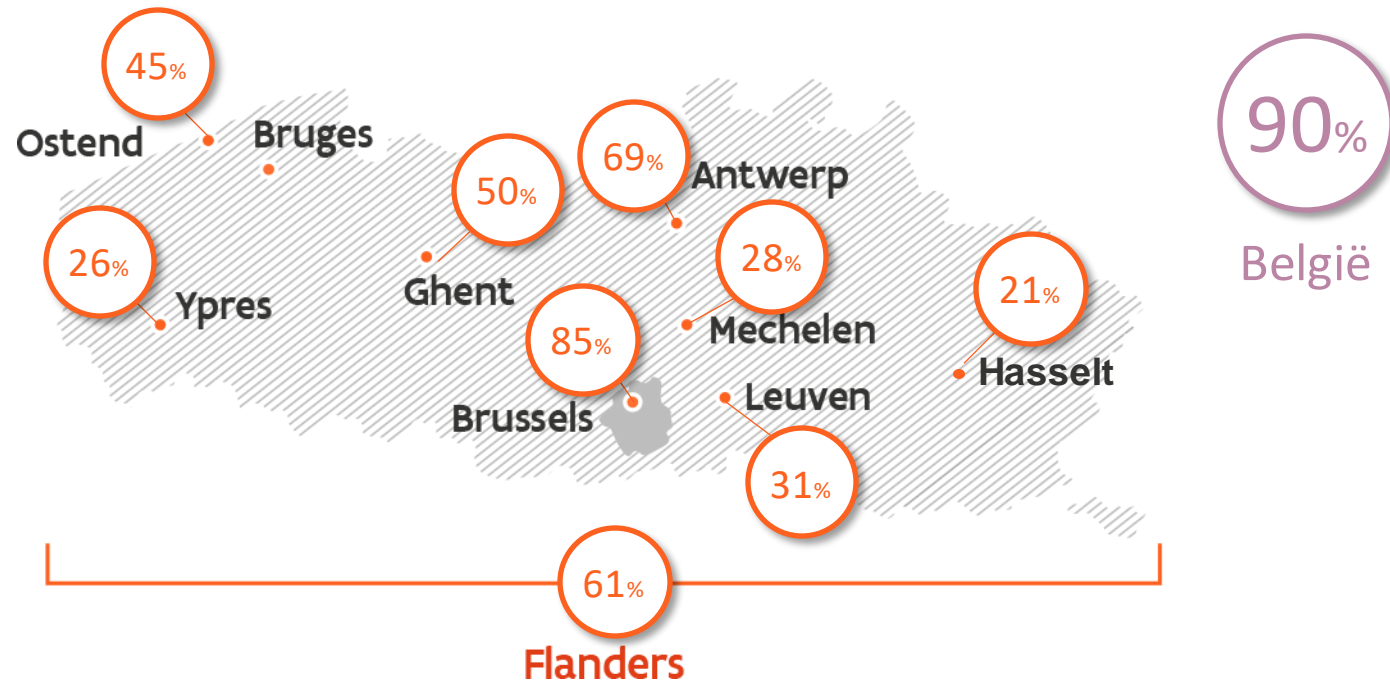 45%
90%
Ostend
Bruges
69%
Antwerp
50%
26%
België
28%
21%
Ypres
Ghent
85%
Mechelen
Hasselt
Leuven
Brussels
31%
61%
Flanders